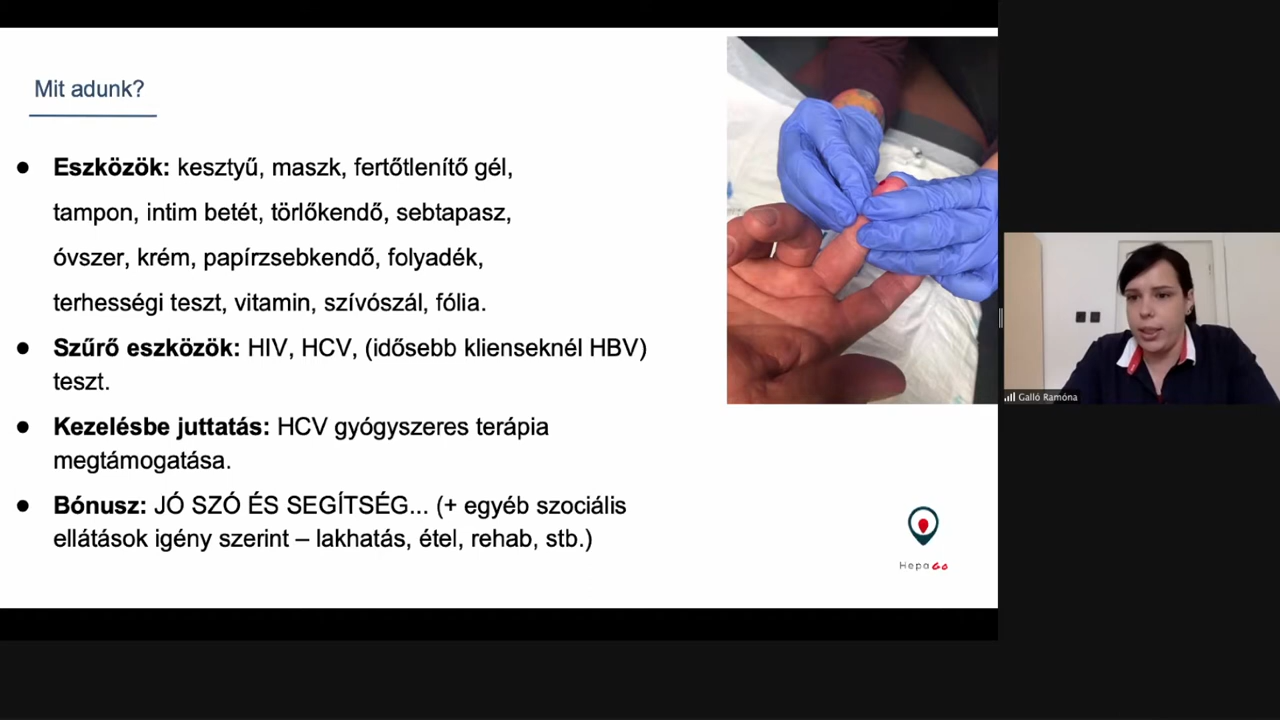 Mit adunk?
● Eszközök: kesztyű, maszk, fertőtlenítő gél,
tampon, intim betét, törlőkendő, sebtapasz,
óvszer, krém, papírzsebkendő, folyadék,
terhességi teszt, vitamin, szívószál, fólia.
● Szűrő eszközök: HIV, HCV, (idősebb klienseknél HBV)
teszt.
● Kezelésbe juttatás: HCV gyógyszeres terápia
megtámogatása.
● Bónusz: JÓ SZÓ ÉS SEGÍTSÉG... (+ egyéb szociális
ellátások igény szerint – lakhatás, étel, rehab, stb.)
HepaGo
Galló Ramóna